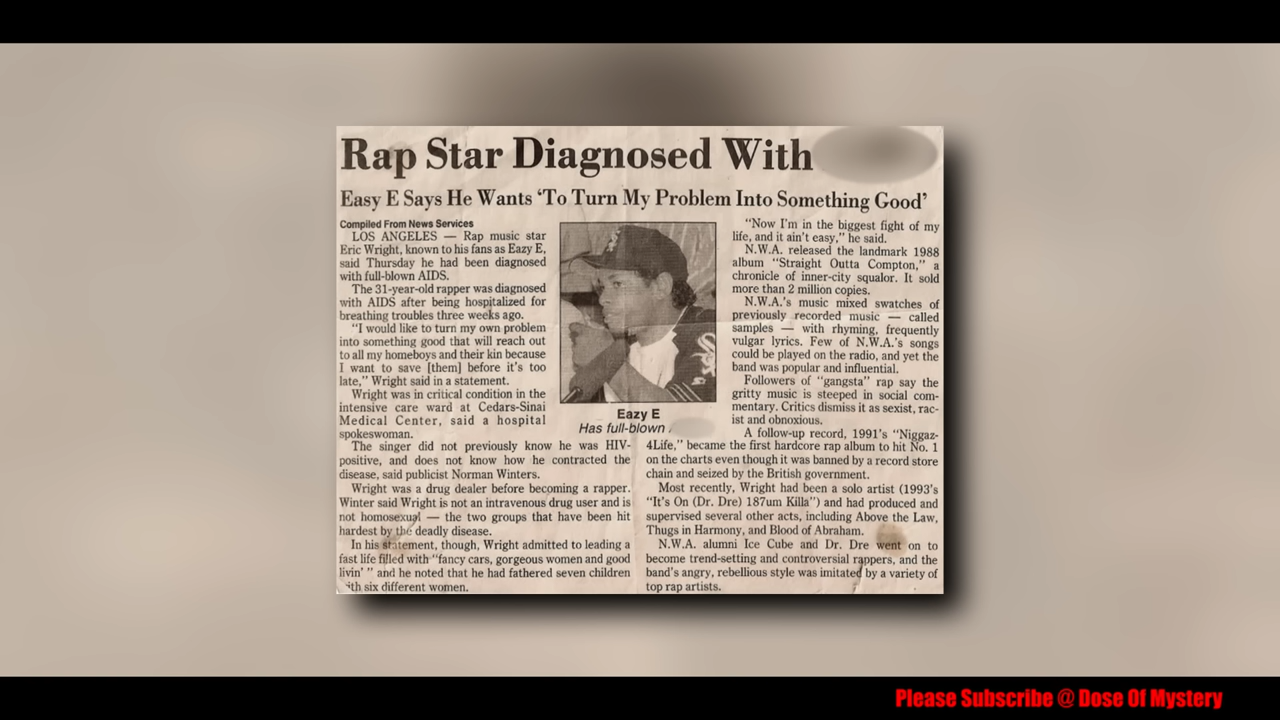 Rap Star Diagnosed With
Easy E Says He Wants ‘To Turn My Problem Into Something Good’
Compiled From News Services
LOS ANGELES — Rap music star
Eric Wright, known to his fans as Eazy E,
said Thursday he had been diagnosed
with full-blown AIDS.
The 31-year-old rapper was diagnosed
with AIDS after being hospitalized for
breathing troubles three weeks ago.
“I would like to turn my own problem
into something good that will reach out
to all my homeboys and their kin because
I want to save [them] before it’s too
late,” Wright said in a statement.
Wright was in critical condition in the
intensive care ward at Cedars-Sinai
Medical Center, said a hospital
spokeswoman.
The singer did not previously know he was HIV-
positive, and does not know how he contracted the
disease, said publicist Norman Winters.
Wright was a drug dealer before becoming a rapper.
Winter said Wright is not an intravenous drug user and is
not homosexual — the two groups that have been hit
hardest by the deadly disease.
In his statement, though, Wright admitted to leading a
fast life filled with “fancy cars, gorgeous women and good
livin’ ” and he noted that he had fathered seven children
with six different women.
Eazy E
Has full-blown
“Now I’m in the biggest fight of my
life, and it ain’t easy,” he said.
N.W.A. released the landmark 1988
album “Straight Outta Compton,” a
chronicle of inner-city squalor. It sold
more than 2 million copies.
N.W.A.’s music mixed swatches of
previously recorded music — called
samples — with rhyming, frequently
vulgar lyrics. Few of N.W.A.’s songs
could be played on the radio, and yet the
band was popular and influential.
Followers of “gangsta” rap say the
gritty music is steeped in social com-
mentary. Critics dismiss it as sexist, rac-
ist and obnoxious.
A follow-up record, 1991’s “Niggaz-
4Life,” became the first hardcore rap album to hit No. 1
on the charts even though it was banned by a record store
chain and seized by the British government.
Most recently, Wright had been a solo artist (1993’s
“It’s On (Dr. Dre) 187um Killa”) and had produced and
supervised several other acts, including Above the Law,
Thugs in Harmony, and Blood of Abraham.
N.W.A. alumni Ice Cube and Dr. Dre went on to
become trend-setting and controversial rappers, and the
band’s angry, rebellious style was imitated by a variety of
top rap artists.
Please Subscribe @ Dose Of Mystery